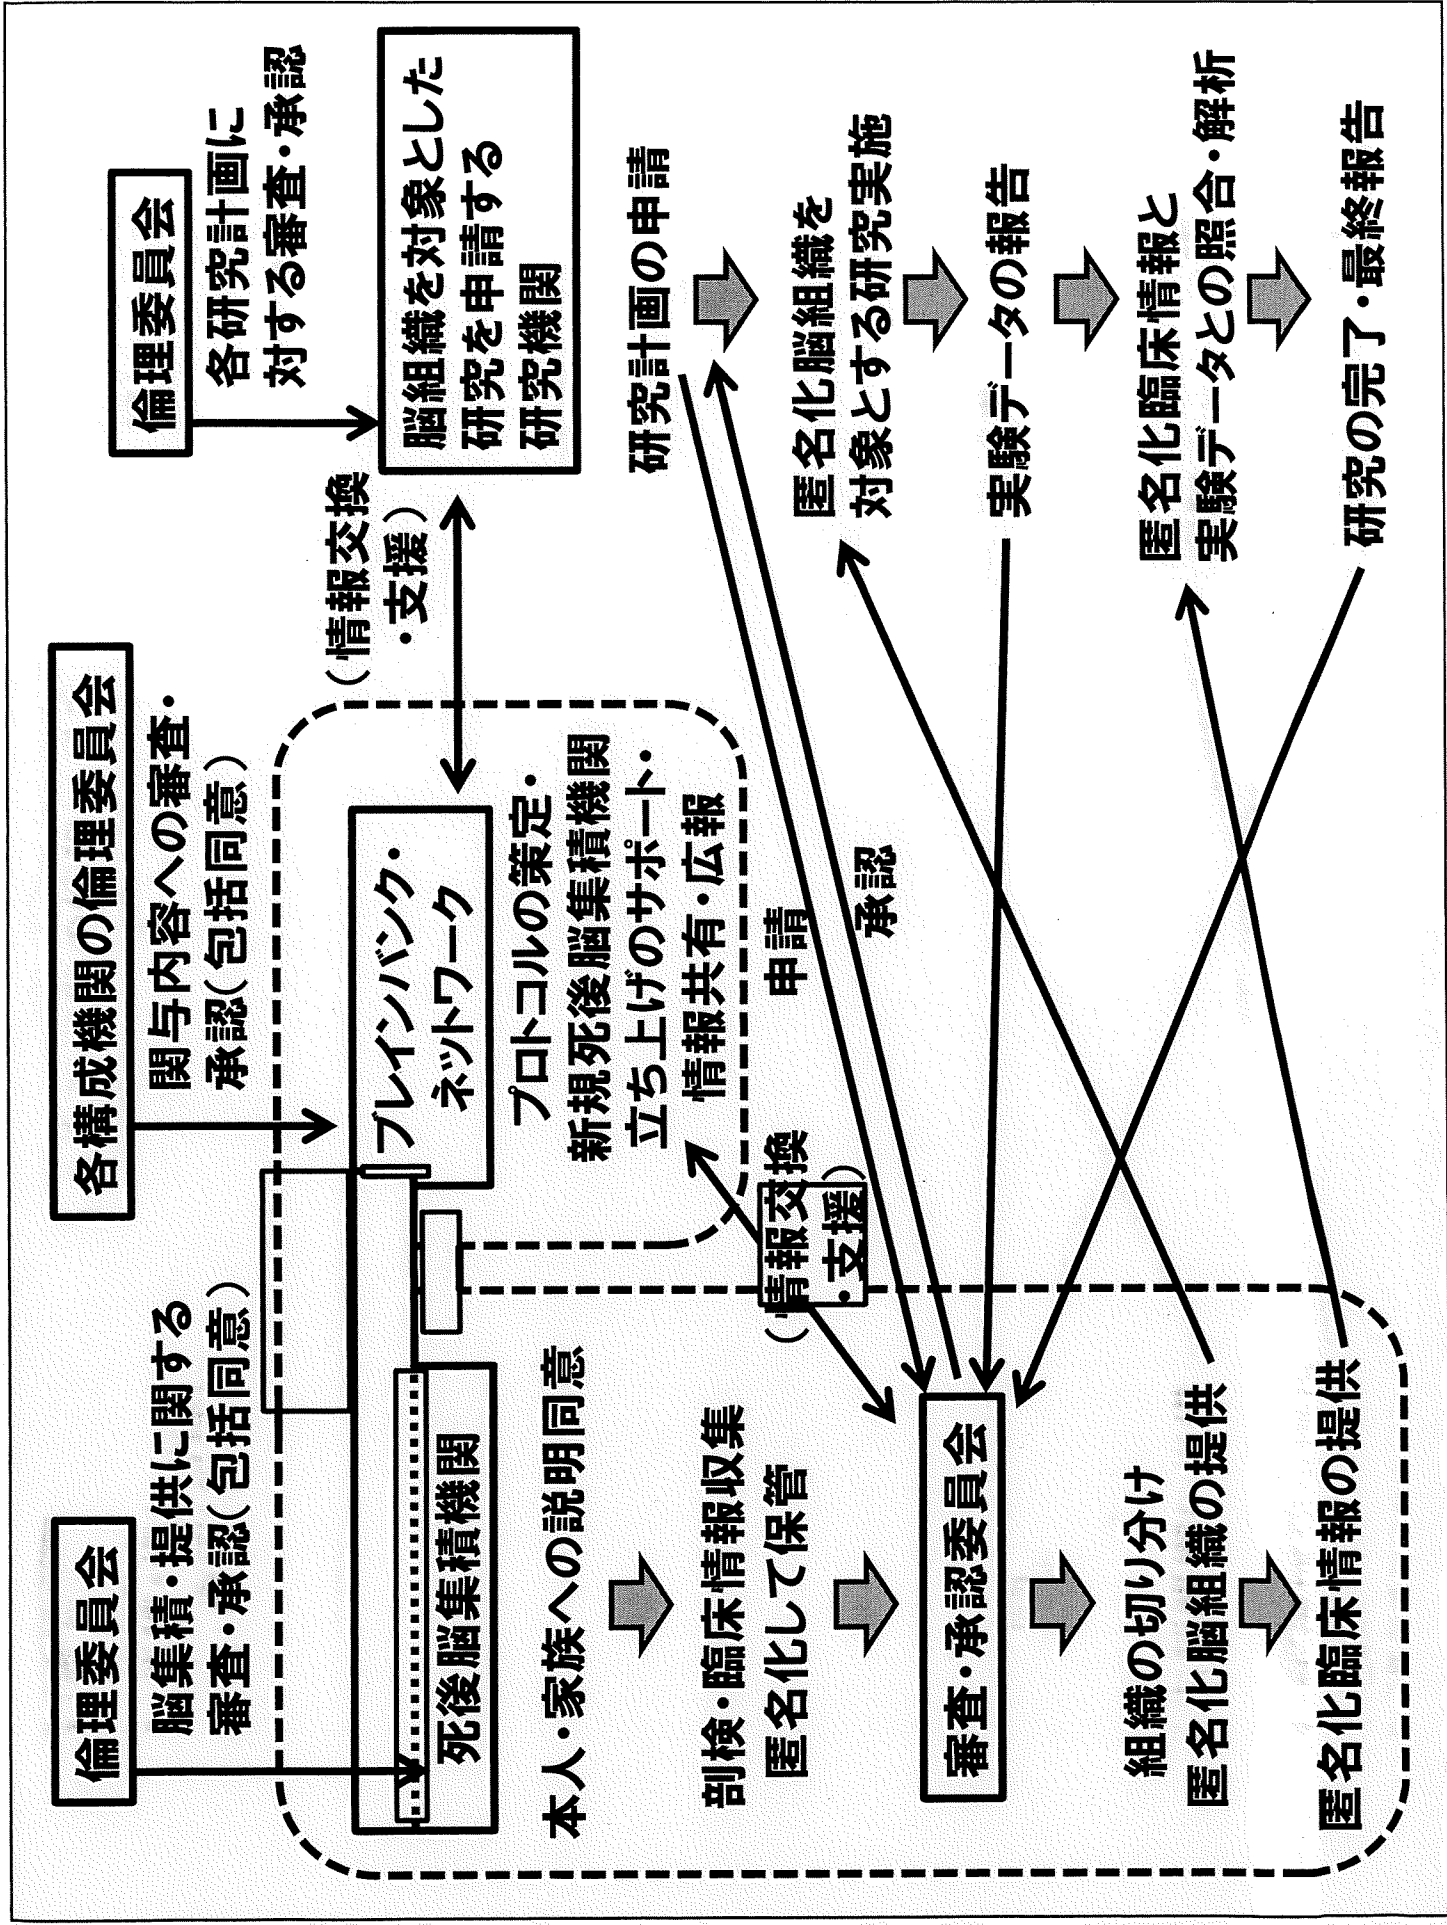 倫理委員会
脳集積・提供に関する
審査・承認(包括同意)
各構成機関の倫理委員会
関与内容への審査・
承認(包括同意)
倫理委員会
各研究計画に
対する審査・承認
死後脳集積機関
ブレインバンク・
ネットワーク
(情報交換
・支援)
脳組織を対象とした
研究を申請する
研究機関
本人・家族への説明同意
剖検・臨床情報収集
匿名化して保管
審査・承認委員会
組織の切り分け
匿名化脳組織の提供
匿名化臨床情報の提供
プロトコルの策定・
新規死後脳集積機関
立ち上げのサポート・
情報共有・広報
(情報交換
・支援)
申請
承認
研究計画の申請
匿名化脳組織を
対象とする研究実施
実験データの報告
匿名化臨床情報と
実験データとの照合・解析
研究の完了・最終報告